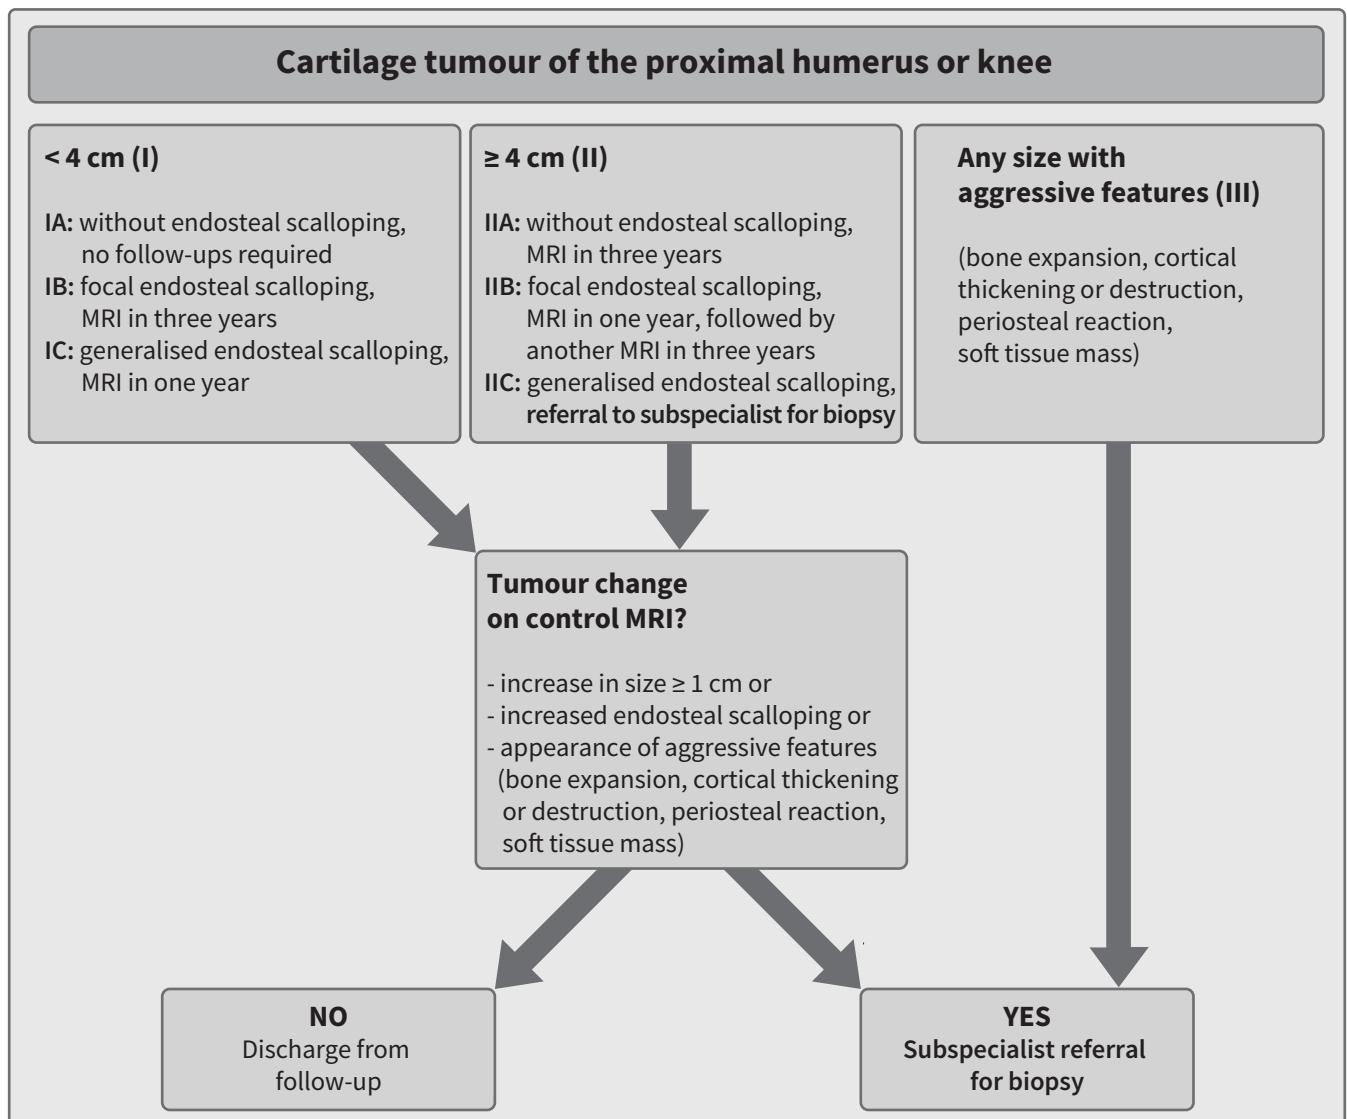 Cartilage tumour of the proximal humerus or knee
< 4 cm (I)
IA: without endosteal scalloping,
no follow-ups required
IB: focal endosteal scalloping,
MRI in three years
IC: generalised endosteal scalloping,
MRI in one year
≥ 4 cm (II)
IIA: without endosteal scalloping,
MRI in three years
IIB: focal endosteal scalloping,
MRI in one year, followed by
another MRI in three years
IIC: generalised endosteal scalloping,
referral to subspecialist for biopsy
Any size with
aggressive features (III)
(bone expansion, cortical
thickening or destruction,
periosteal reaction,
soft tissue mass)
Tumour change
on control MRI?
- increase in size ≥ 1 cm or
- increased endosteal scalloping or
- appearance of aggressive features
(bone expansion, cortical thickening
or destruction, periosteal reaction,
soft tissue mass)
NO
Discharge from
follow-up
YES
Subspecialist referral
for biopsy